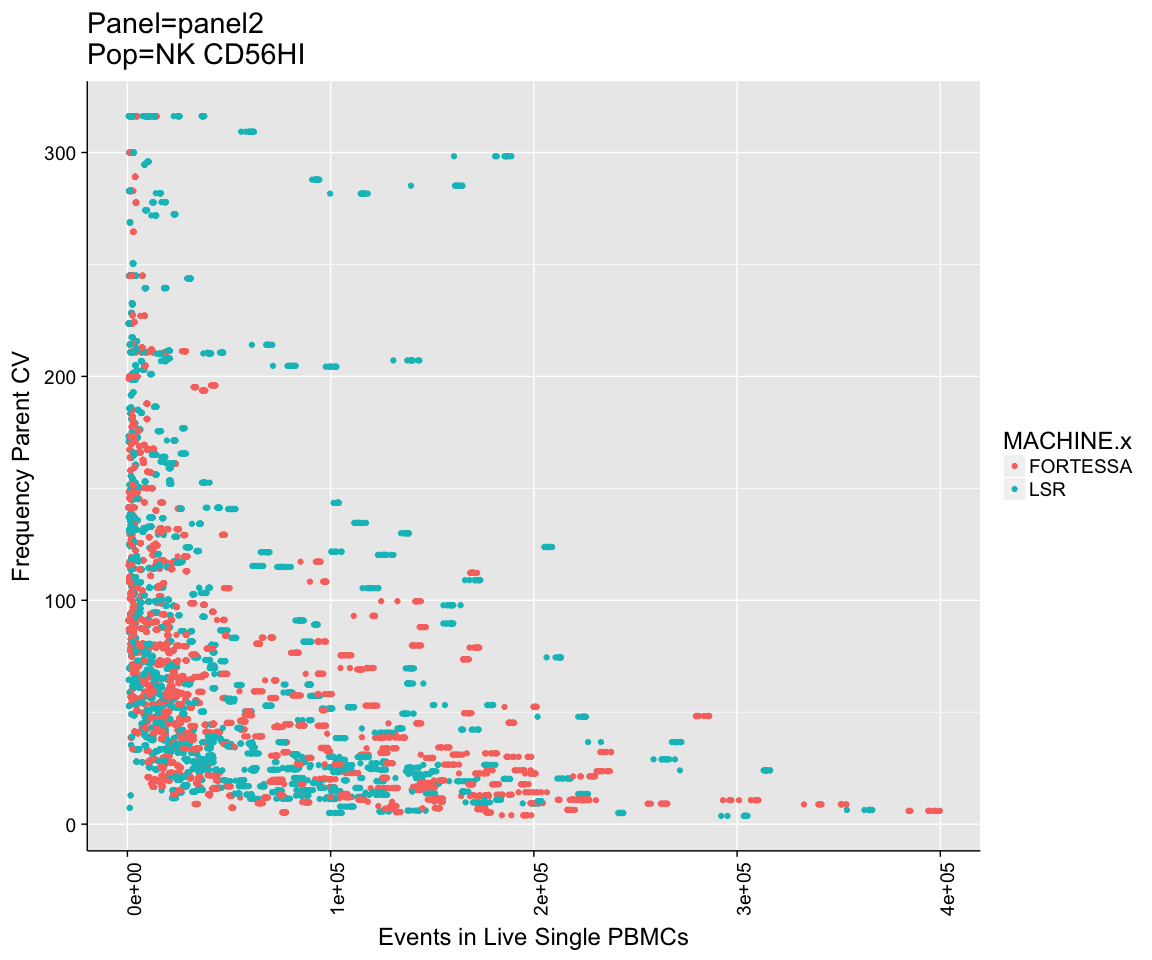 Panel=panel2
Pop=NK CD56HI
Frequency Parent CV
300
200
100
0
0e+00
1e+05
2e+05
3e+05
4e+05
Events in Live Single PBMCs
MACHINE.x
FORTESSA
LSR